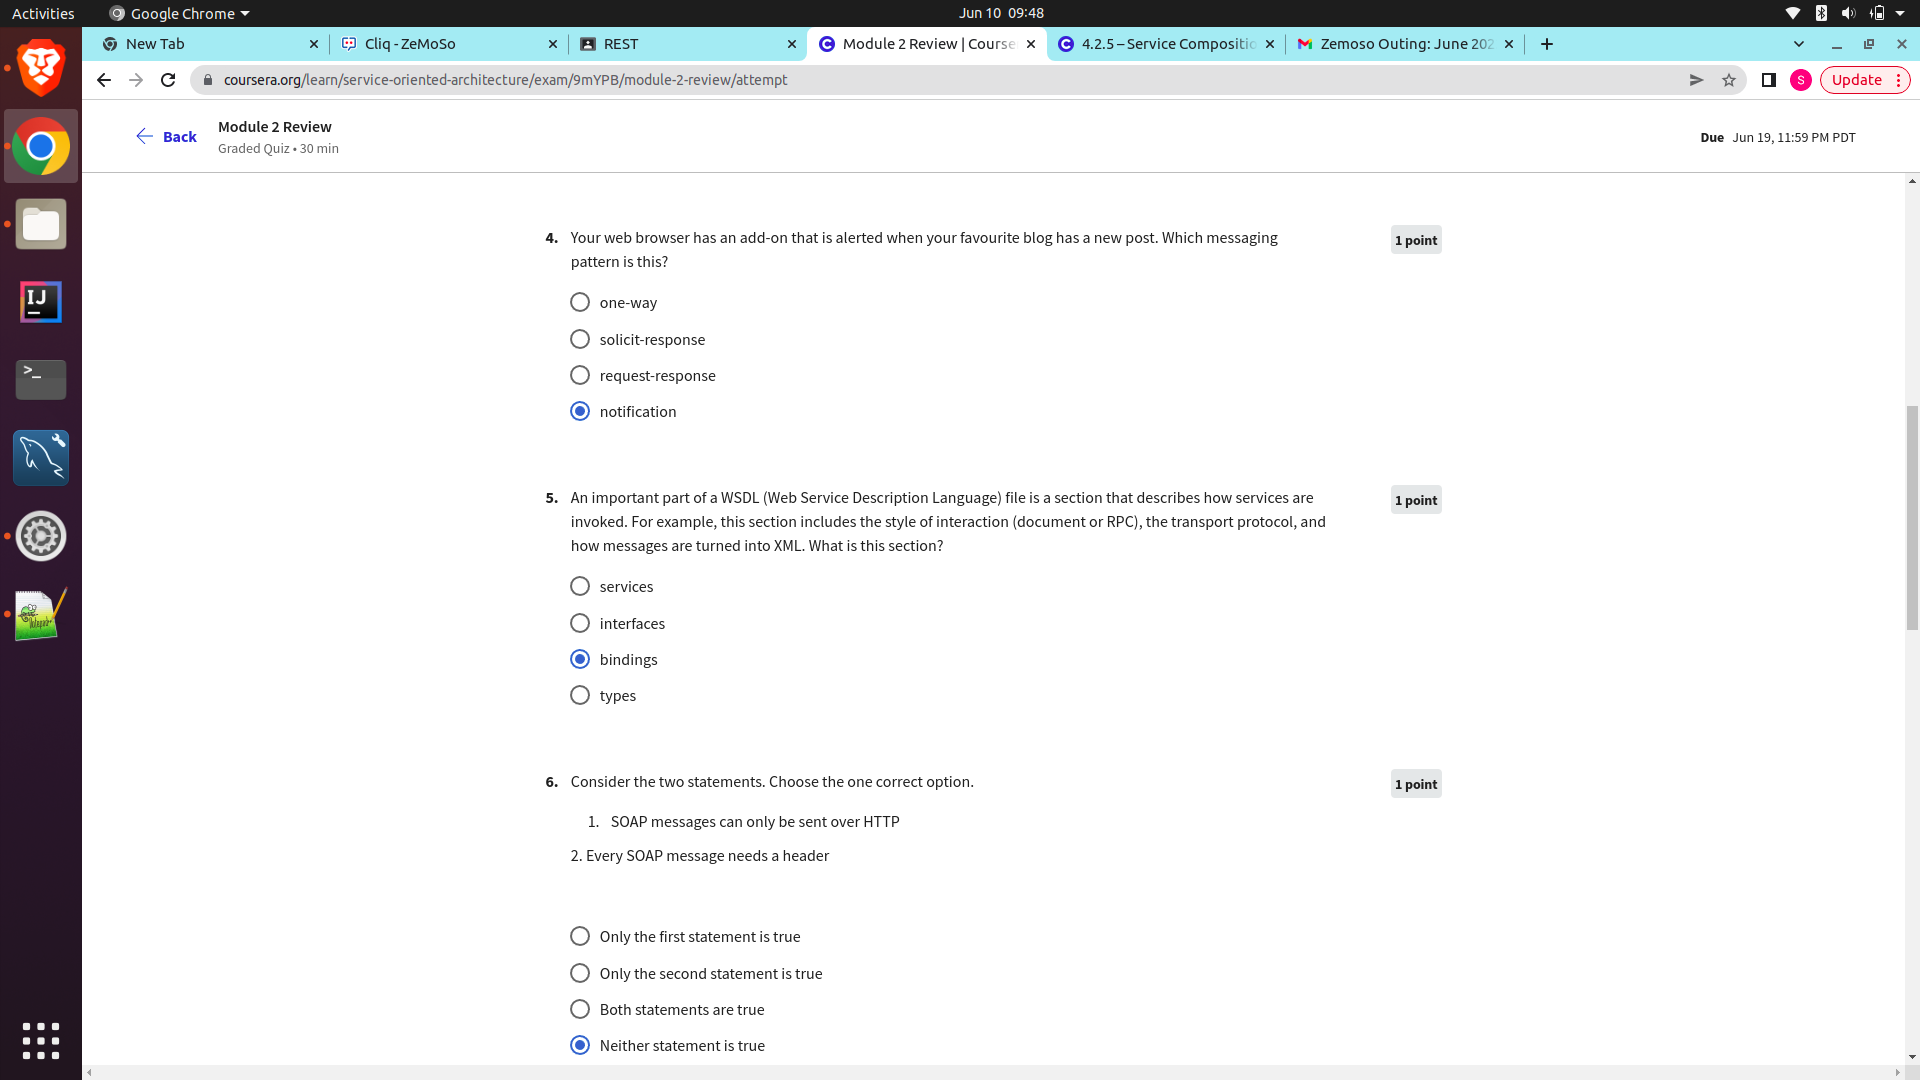 Activities
Google Chrome
Jun 10 09:48
New Tab
Cliq - ZeMoSo
REST
Module 2 Review | Course
4.2.5 – Service Compositio
Zemoso Outing: June 202
coursera.org/learn/service-oriented-architecture/exam/9mYPB/module-2-review/attempt
S
Update
Back
Module 2 Review
Graded Quiz • 30 min
Due Jun 19, 11:59 PM PDT
4. Your web browser has an add-on that is alerted when your favourite blog has a new post. Which messaging
pattern is this?
1 point
one-way
solicit-response
request-response
notification
5. An important part of a WSDL (Web Service Description Language) file is a section that describes how services are
invoked. For example, this section includes the style of interaction (document or RPC), the transport protocol, and
how messages are turned into XML. What is this section?
1 point
services
interfaces
bindings
types
6. Consider the two statements. Choose the one correct option.
1 point
1. SOAP messages can only be sent over HTTP
2. Every SOAP message needs a header
Only the first statement is true
Only the second statement is true
Both statements are true
Neither statement is true
IJ
>_